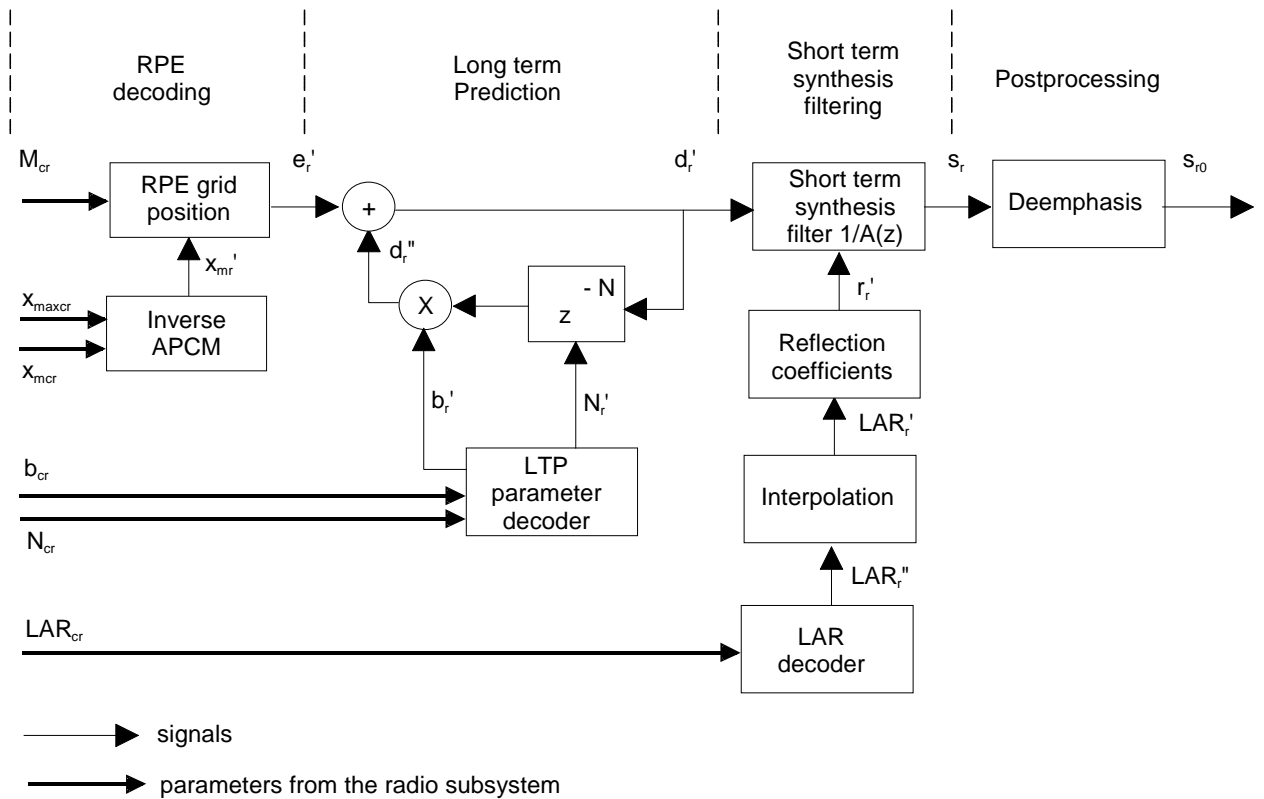 RPE
decoding
Long term
Prediction
Short term
synthesis
filtering
Postprocessing
M_cr
RPE grid
position
e_r'
+
d_r'
Short term
synthesis
filter 1/A(z)
s_r
Deemphasis
s_r0
x_mr'
d_r"
X
z^- N
r_r'
x_maxcr
Inverse
APCM
x_mcr
Reflection
coefficients
b_r'
N_r'
LAR_r'
b_cr
LTP
parameter
decoder
Interpolation
N_cr
LAR_r"
LAR_cr
LAR
decoder
signals
parameters from the radio subsystem